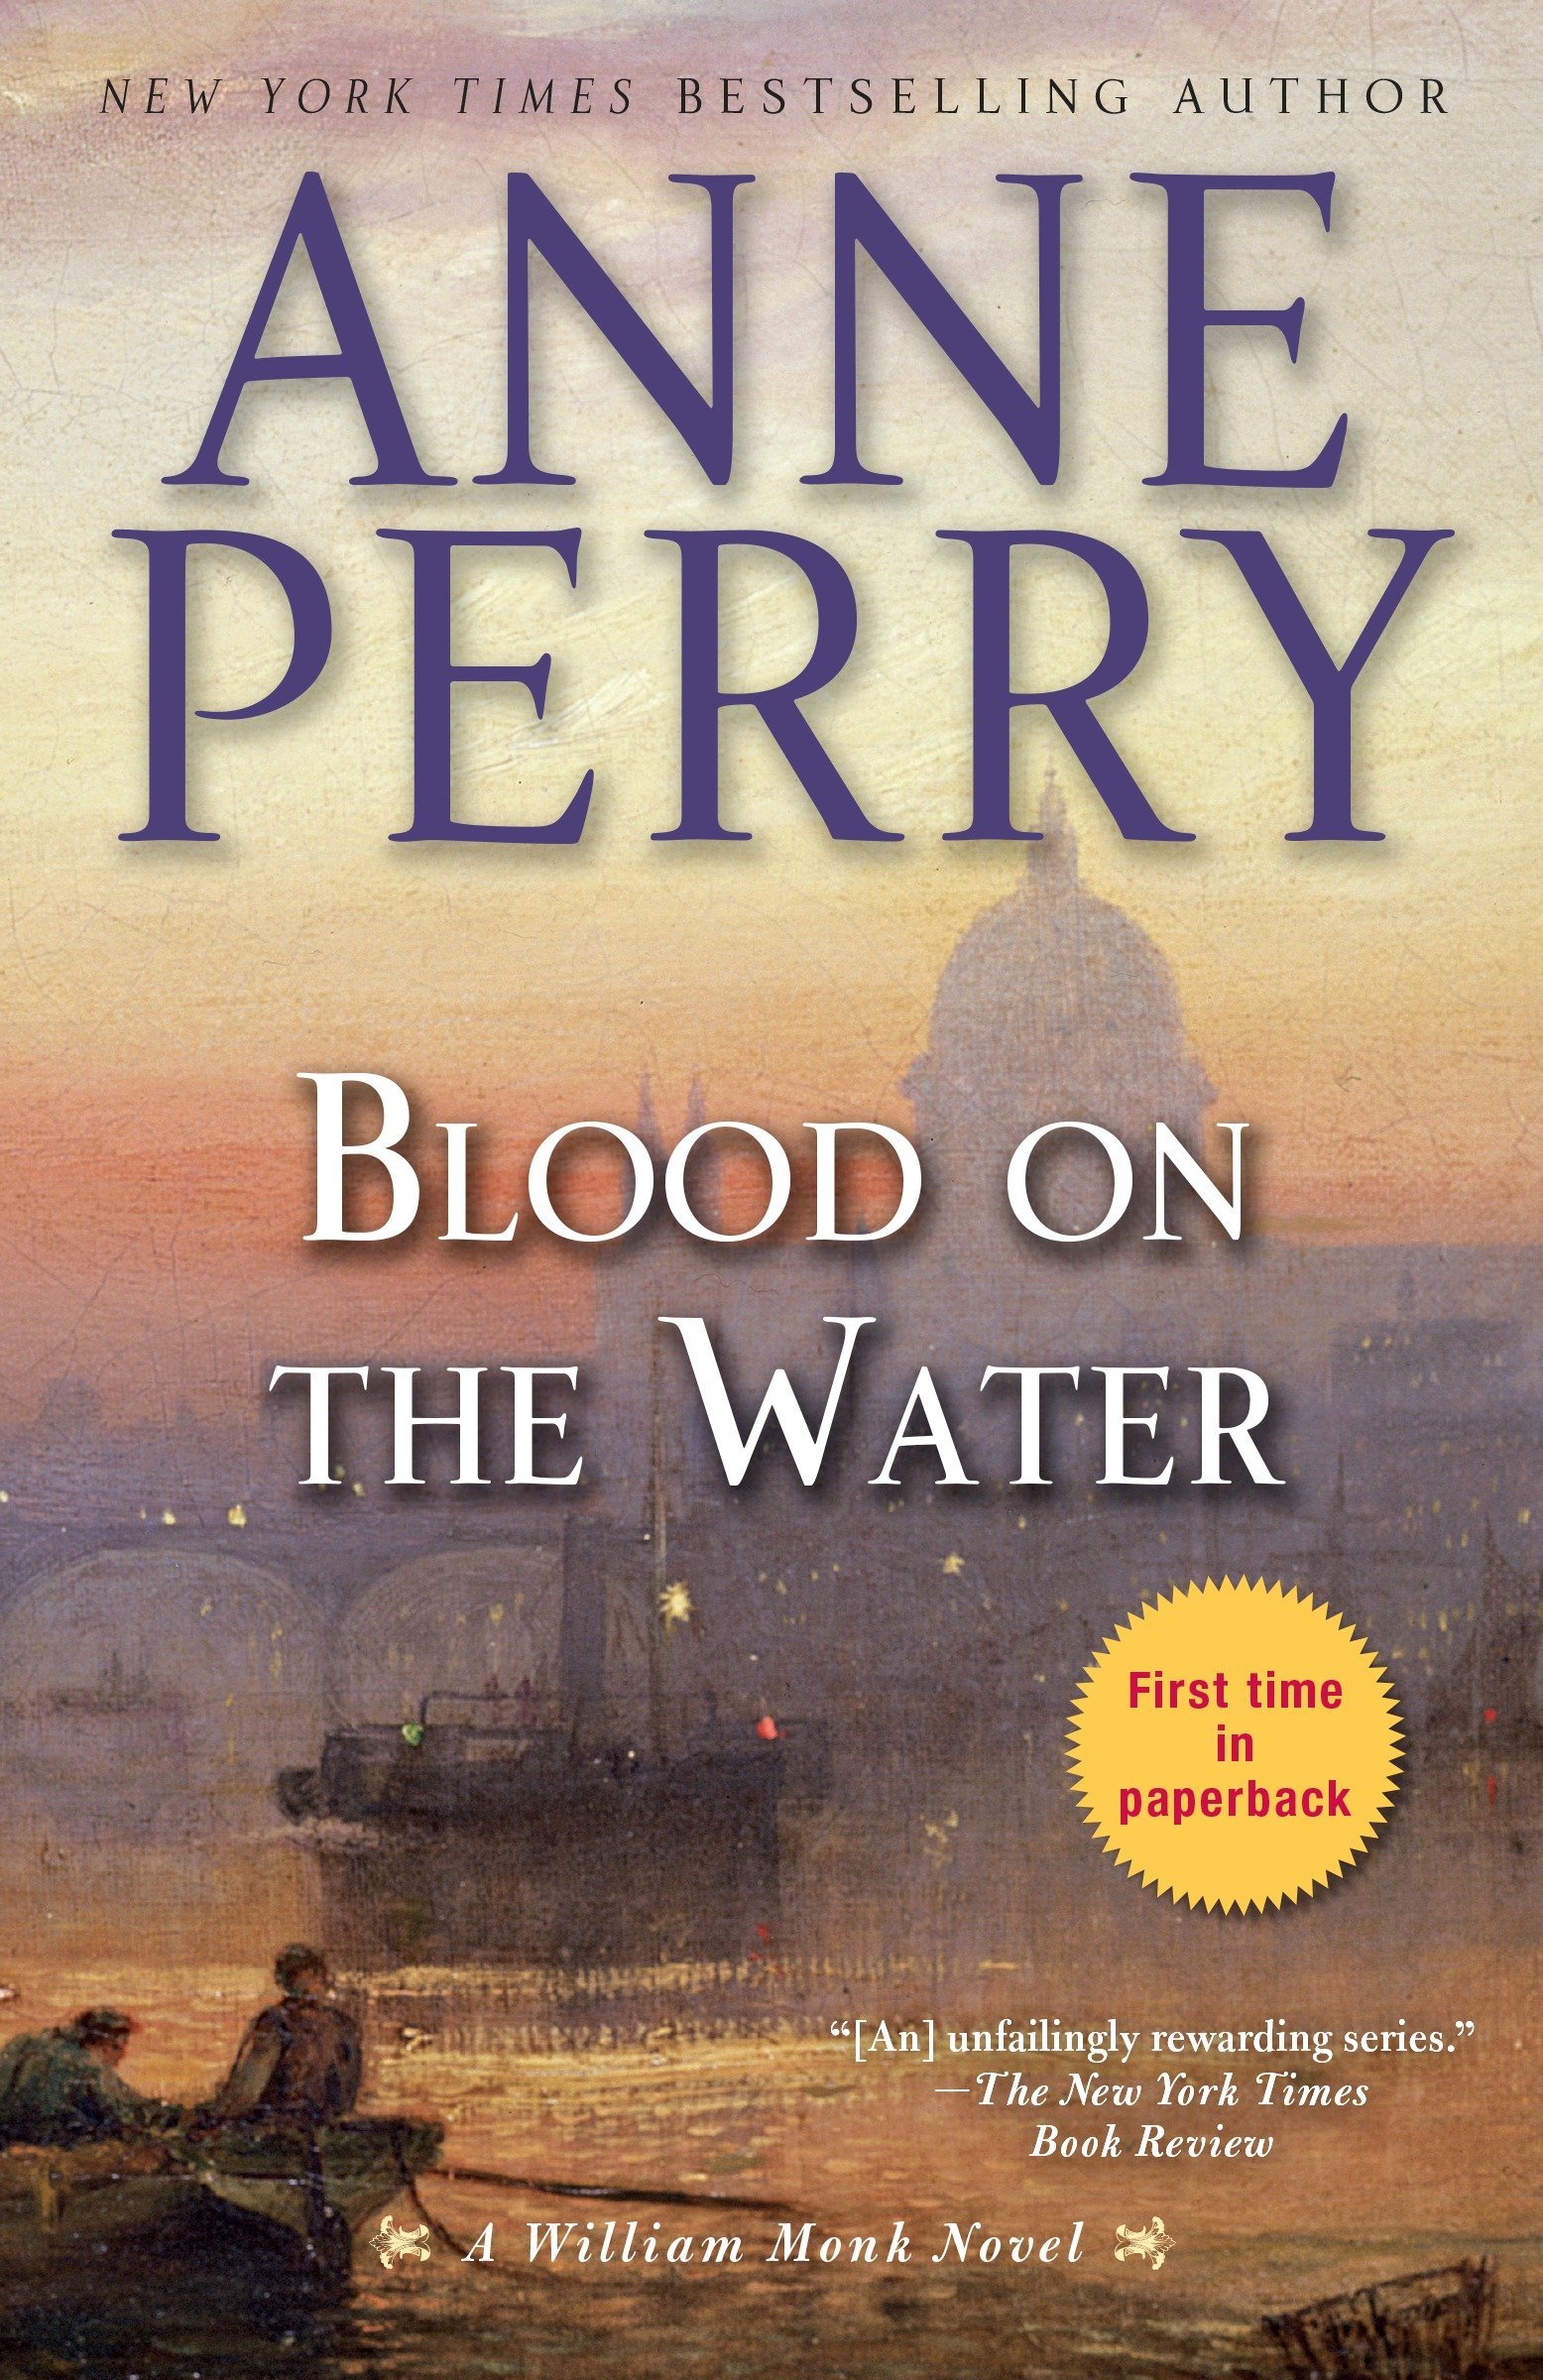 NEW YORK TIMES BESTSELLING AUTHOR
ANNE
PERRY
BLOOD ON
THE WATER
First time
in
paperback
“[An] unfailingly rewarding series.”
—The New York Times
Book Review
A William Monk Novel